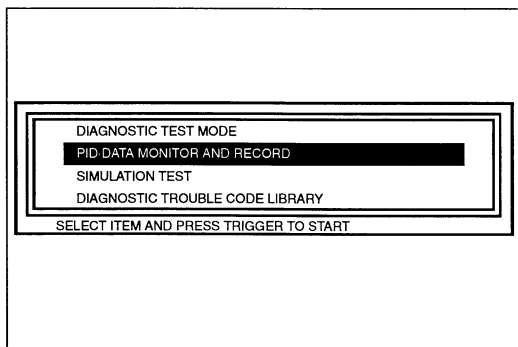 DIAGNOSTIC TEST MODE
PID·DATA MONITOR AND RECORD
SIMULATION TEST
DIAGNOSTIC TROUBLE CODE LIBRARY
SELECT ITEM AND PRESS TRIGGER TO START